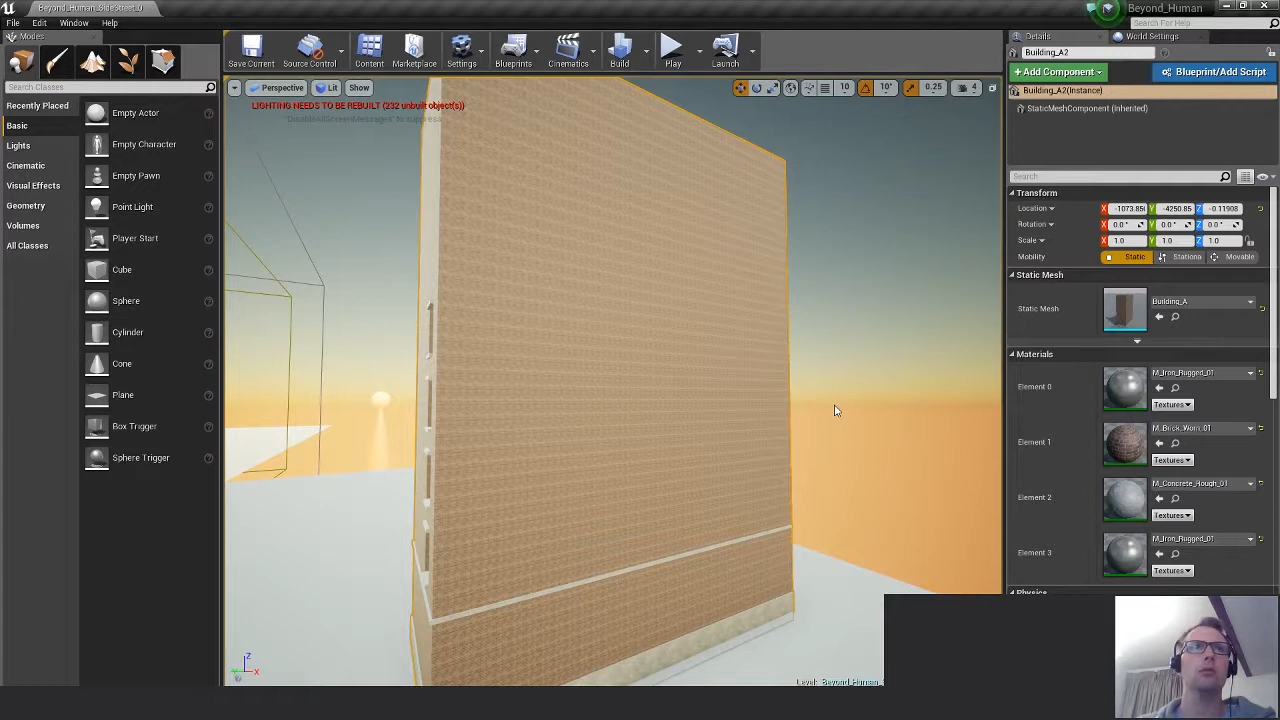 Beyond_Human_SideStreet_0
Beyond_Human
File Edit Window Help
Search For Help
Modes
Details
World Settings
Save Current
Source Control
Content
Marketplace
Settings
Blueprints
Cinematics
Build
Play
Launch
Building_A2
Search Classes
+Add Component
Blueprint/Add Script
Perspective
Lit
Show
10
10°
0.25
4
Building_A2(Instance)
LIGHTING NEEDS TO BE REBUILT (232 unbuilt object(s))
'DisableAllScreenMessages' to suppress
StaticMeshComponent (Inherited)
Recently Placed
Basic
Lights
Cinematic
Visual Effects
Geometry
Volumes
All Classes
Empty Actor
Empty Character
Empty Pawn
Point Light
Player Start
Cube
Sphere
Cylinder
Cone
Plane
Box Trigger
Sphere Trigger
Search
Transform
Location X -1073.85 Y -4250.85 Z -0.11908
Rotation X 0.0° Y 0.0° Z 0.0°
Scale X 1.0 Y 1.0 Z 1.0
Mobility Static Stationa Movable
Static Mesh
Static Mesh
Building_A
Materials
Element 0
M_Iron_Rugged_01
Textures
Element 1
M_Brick_Worn_01
Textures
Element 2
M_Concrete_Rough_01
Textures
Element 3
M_Iron_Rugged_01
Textures
Physics
Z
Y
X
Level: Beyond_Human_